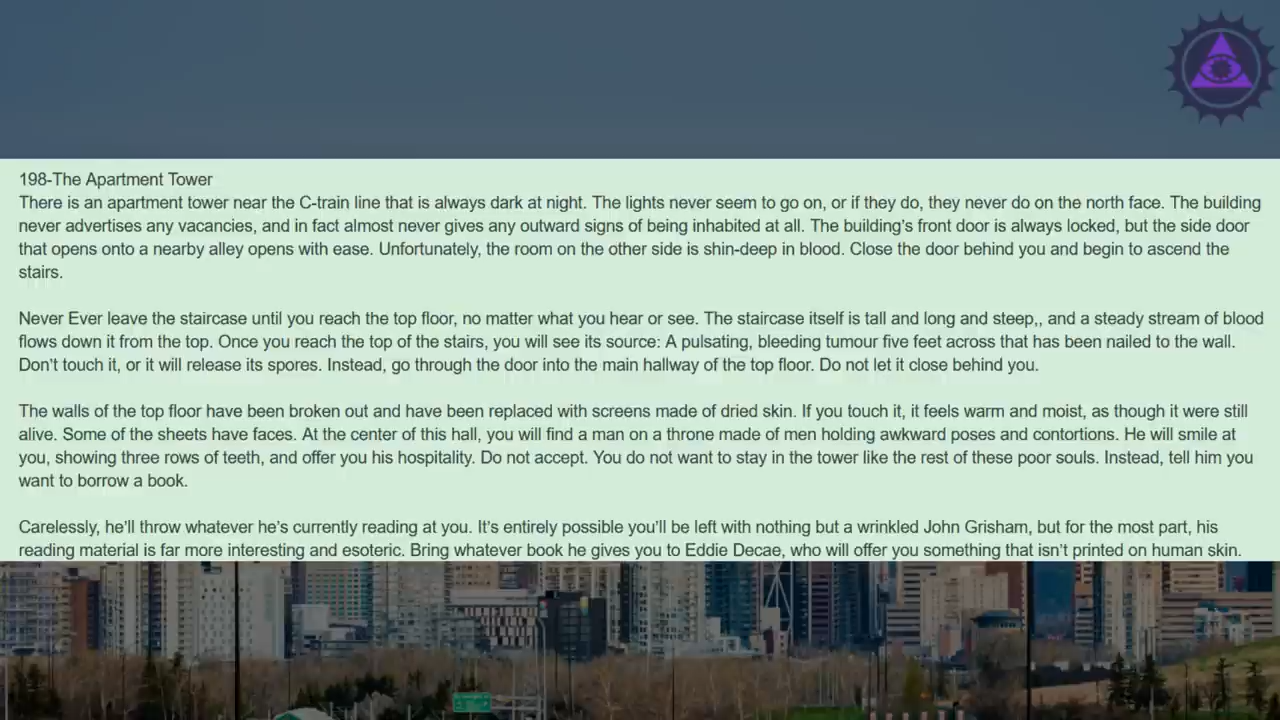 198-The Apartment Tower
There is an apartment tower near the C-train line that is always dark at night. The lights never seem to go on, or if they do, they never do on the north face. The building
never advertises any vacancies, and in fact almost never gives any outward signs of being inhabited at all. The building's front door is always locked, but the side door
that opens onto a nearby alley opens with ease. Unfortunately, the room on the other side is shin-deep in blood. Close the door behind you and begin to ascend the
stairs.
Never Ever leave the staircase until you reach the top floor, no matter what you hear or see. The staircase itself is tall and long and steep,, and a steady stream of blood
flows down it from the top. Once you reach the top of the stairs, you will see its source: A pulsating, bleeding tumour five feet across that has been nailed to the wall.
Don't touch it, or it will release its spores. Instead, go through the door into the main hallway of the top floor. Do not let it close behind you.
The walls of the top floor have been broken out and have been replaced with screens made of dried skin. If you touch it, it feels warm and moist, as though it were still
alive. Some of the sheets have faces. At the center of this hall, you will find a man on a throne made of men holding awkward poses and contortions. He will smile at
you, showing three rows of teeth, and offer you his hospitality. Do not accept. You do not want to stay in the tower like the rest of these poor souls. Instead, tell him you
want to borrow a book.
Carelessly, he'll throw whatever he's currently reading at you. It's entirely possible you'll be left with nothing but a wrinkled John Grisham, but for the most part, his
reading material is far more interesting and esoteric. Bring whatever book he gives you to Eddie Decae, who will offer you something that isn't printed on human skin.